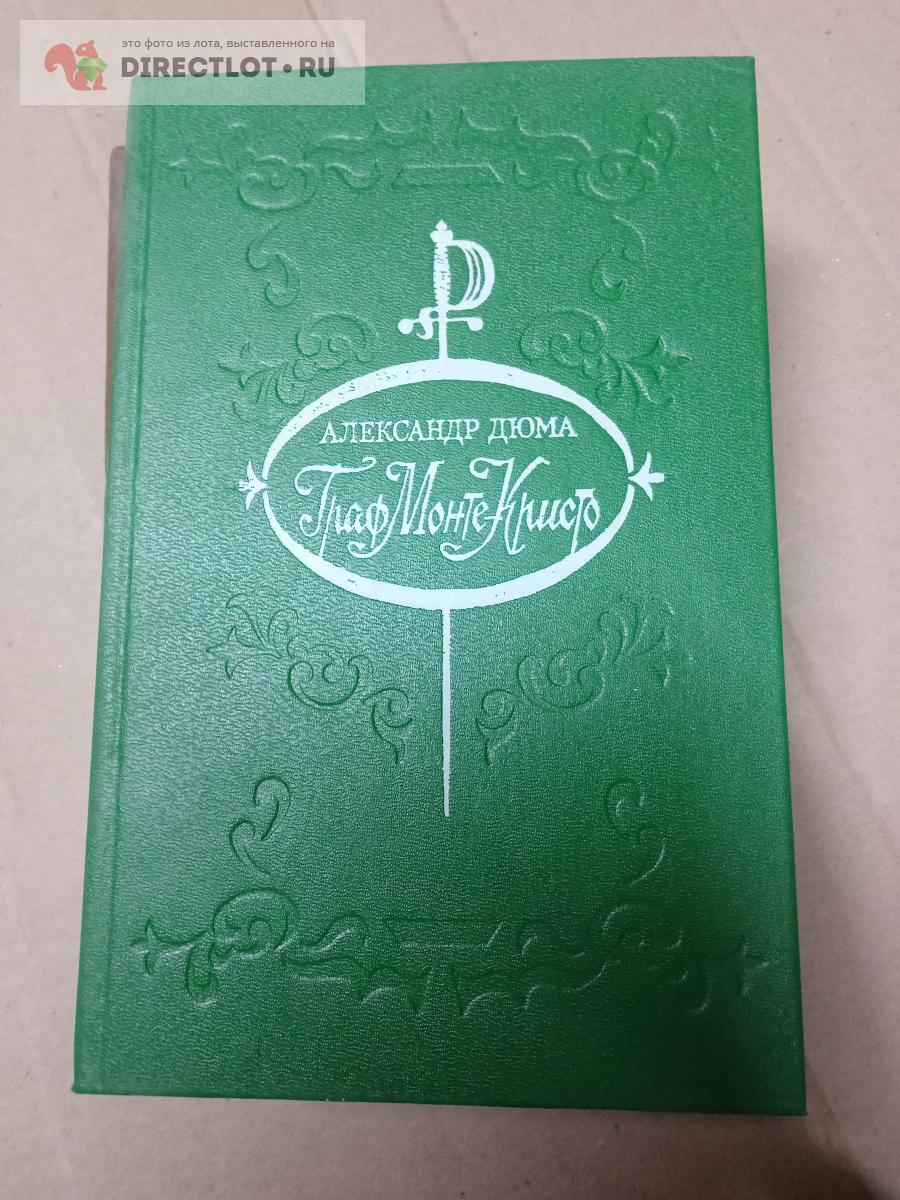 это фото из лота, выставленного на
DIRECTLOT•RU
АЛЕКСАНДР ДЮМА
Граф Монте-Кристо